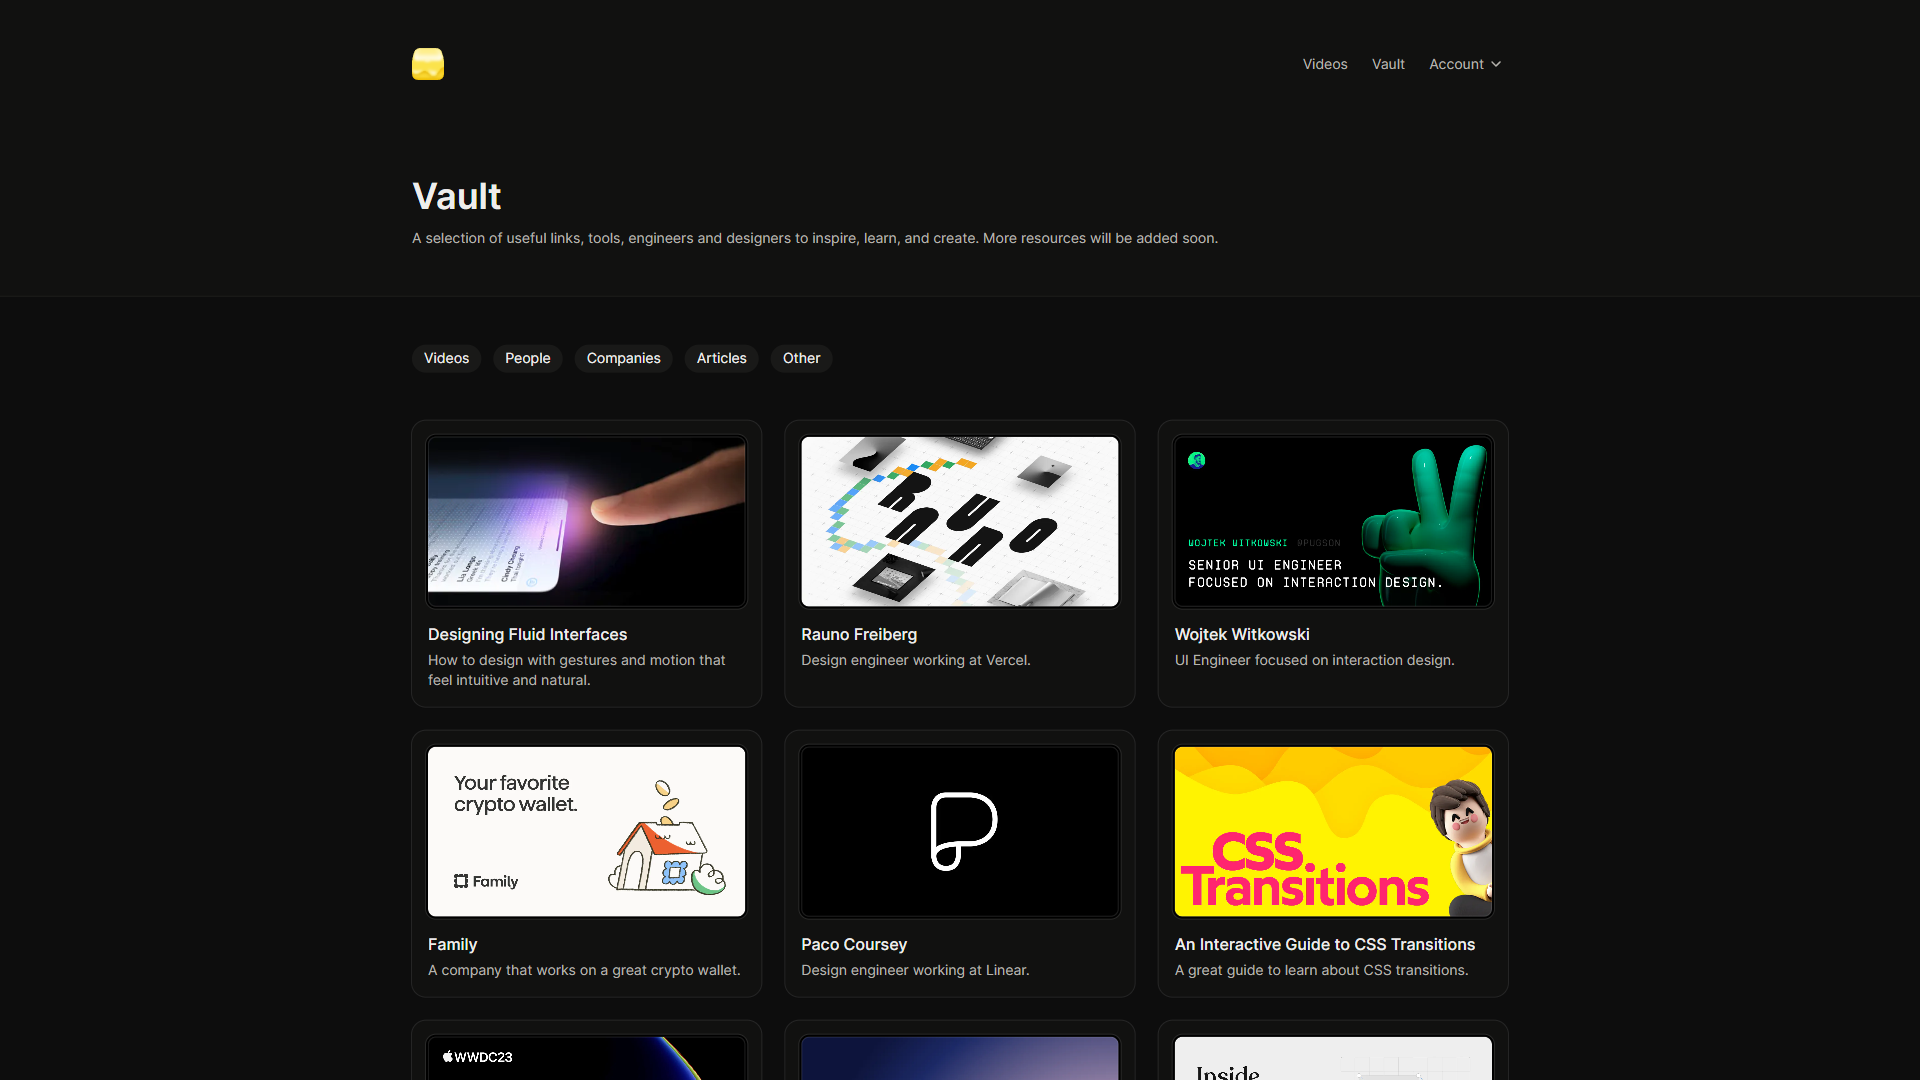 Videos
Vault
Account
Vault
A selection of useful links, tools, engineers and designers to inspire, learn, and create. More resources will be added soon.
Videos
People
Companies
Articles
Other
Designing Fluid Interfaces
How to design with gestures and motion that
feel intuitive and natural.
RAUNO
Rauno Freiberg
Design engineer working at Vercel.
WOJTEK WITKOWSKI @PUGSON
SENIOR UI ENGINEER
FOCUSED ON INTERACTION DESIGN.
Wojtek Witkowski
UI Engineer focused on interaction design.
Your favorite
crypto wallet.
Family
Family
A company that works on a great crypto wallet.
Paco Coursey
Design engineer working at Linear.
CSS
Transitions
An Interactive Guide to CSS Transitions
A great guide to learn about CSS transitions.
WWDC23
Inside